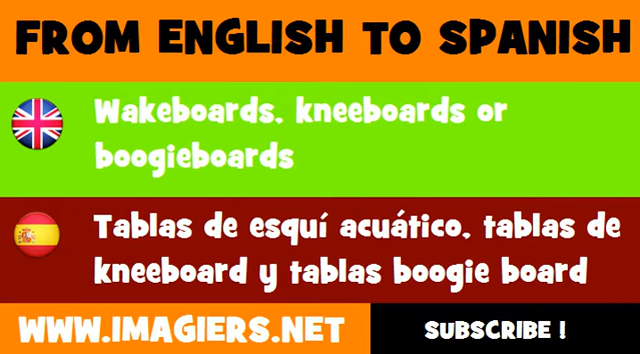 FROM ENGLISH TO SPANISH
Wakeboards, kneeboards or
boogieboards
Tablas de esquí acuático, tablas de
kneeboard y tablas boogie board
WWW.IMAGIERS.NET
SUBSCRIBE !